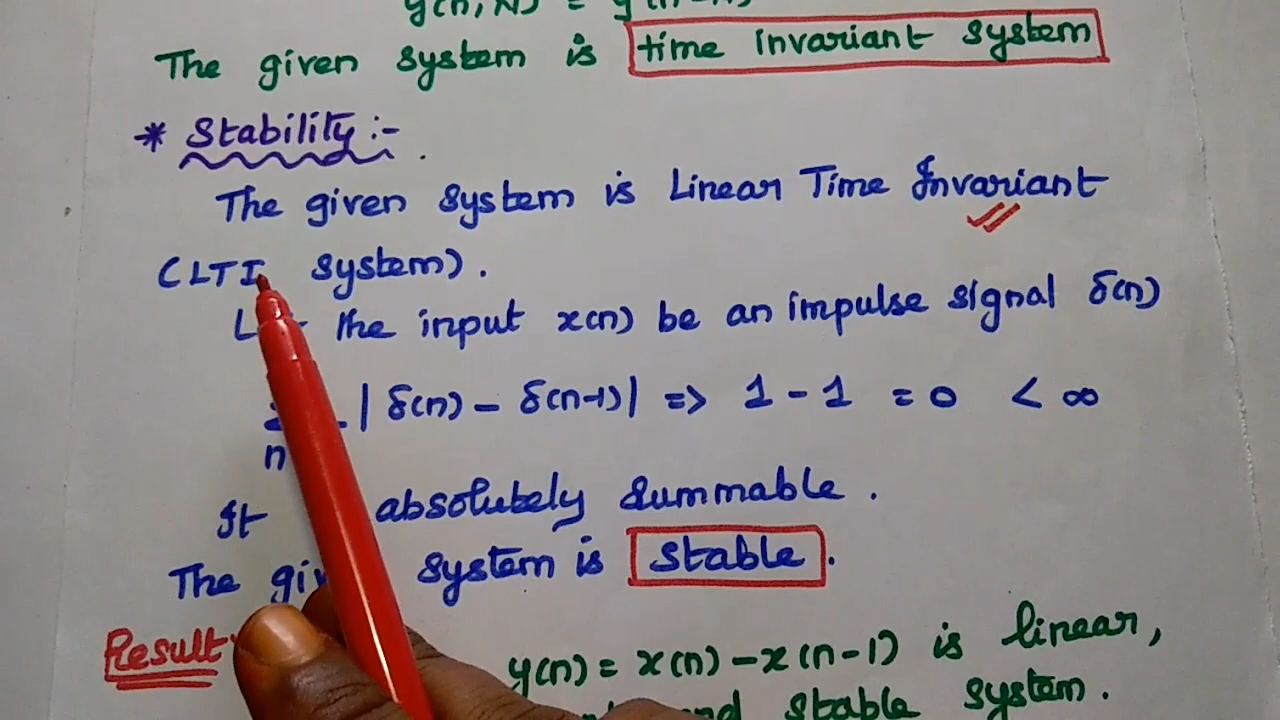 The given system is time invariant system
* Stability :-
The given system is Linear Time Invariant
(LTI system).
the input x(n) be an impulse signal δ(n)
|δ(n) - δ(n-1)| => 1 - 1 = 0 < ∞
n
It absolutely summable.
The system is stable.
Result
y(n) = x(n) - x(n-1) is linear,
stable system.